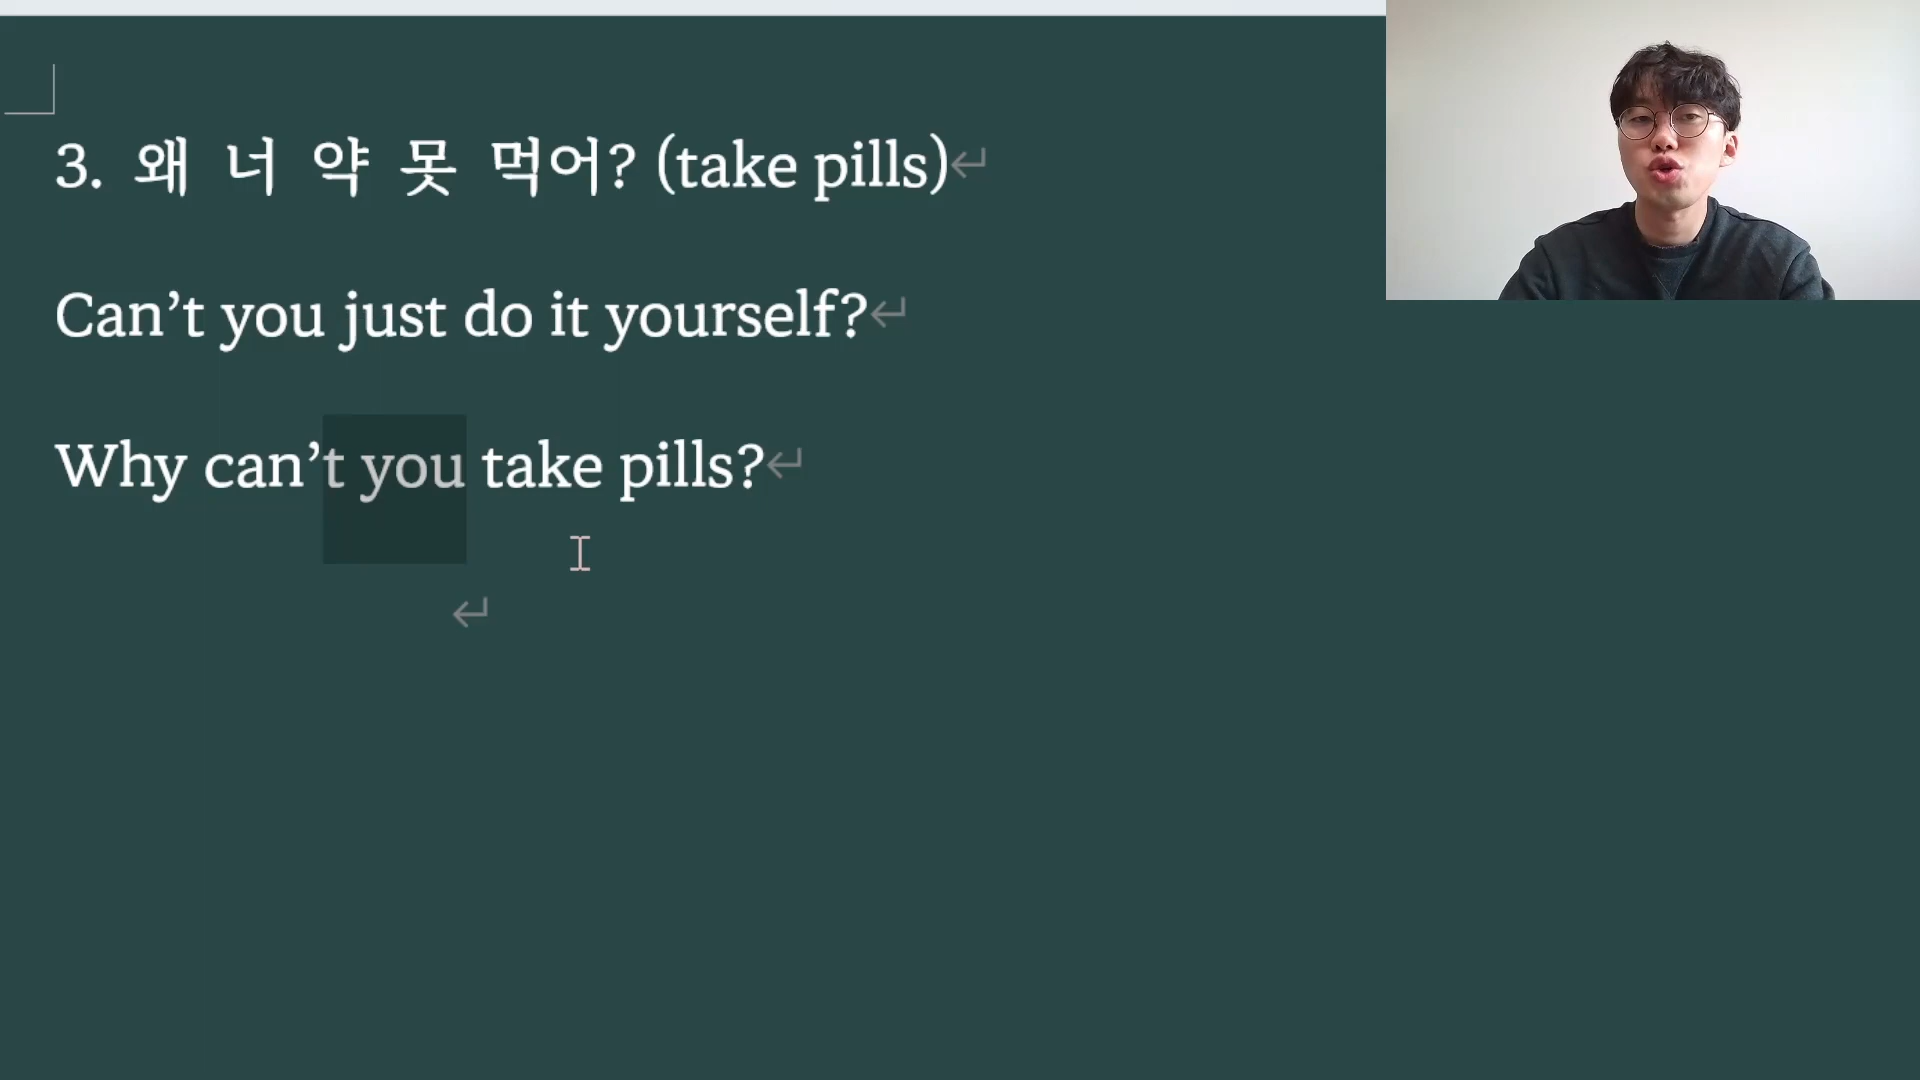 3. 왜 너 약 못 먹어? (take pills)
Can’t you just do it yourself?
Why can’t you take pills?